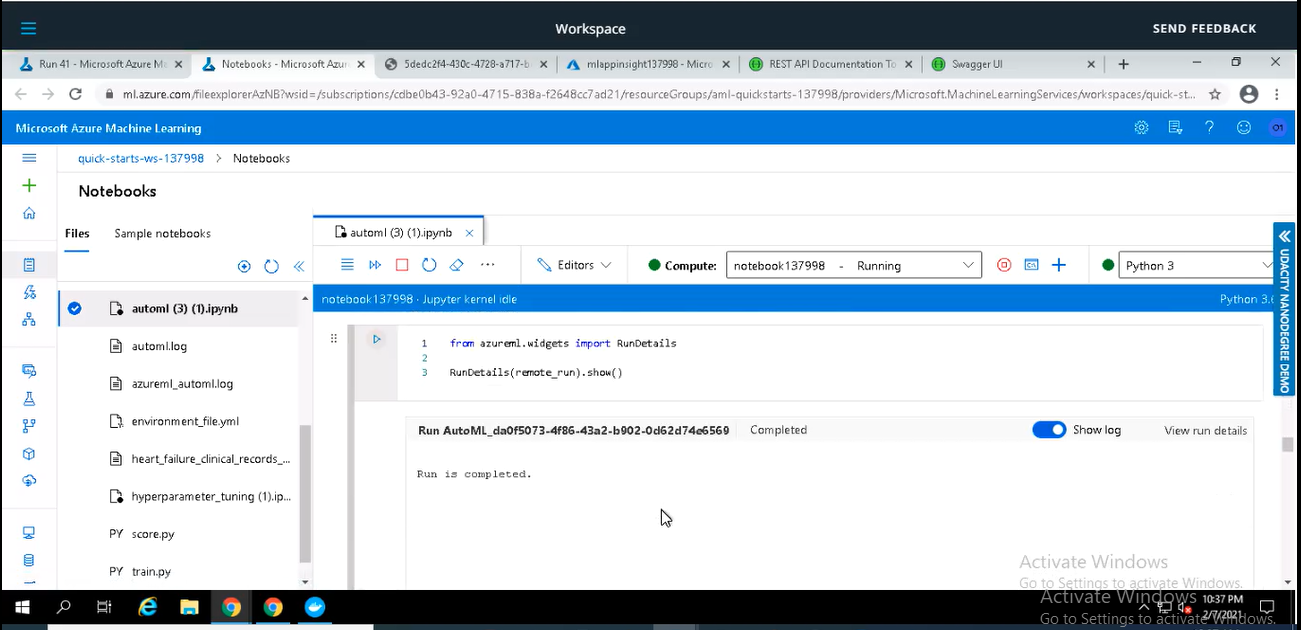 Workspace
SEND FEEDBACK
Run 41 - Microsoft Azure Ma
Notebooks - Microsoft Azure
5dedc2f4-430c-4728-a717-b
mlappinsight137998 - Micro
REST API Documentation To
Swagger UI
ml.azure.com/fileexplorerAzNB?wsid=/subscriptions/cdbe0b43-92a0-4715-838a-f2648cc7ad21/resourceGroups/aml-quickstarts-137998/providers/Microsoft.MachineLearningServices/workspaces/quick-st...
Microsoft Azure Machine Learning
O1
quick-starts-ws-137998 > Notebooks
Notebooks
Files
Sample notebooks
automl (3) (1).ipynb
Editors
Compute:
notebook137998 - Running
Python 3
notebook137998 · Jupyter kernel idle
Python 3.6
UDACITY NANODEGREE DEMO
automl (3) (1).ipynb
automl.log
azureml_automl.log
environment_file.yml
heart_failure_clinical_records_...
hyperparameter_tuning (1).ip...
PY score.py
PY train.py
1 from azureml.widgets import RunDetails
2
3 RunDetails(remote_run).show()
Run AutoML_da0f5073-4f86-43a2-b902-0d62d74e6569
Completed
Show log
View run details
Run is completed.
Activate Windows
Go to Settings to activate Windows.
Activate Windows
Go to Settings to activate Windows.
10:37 PM
2/7/2021